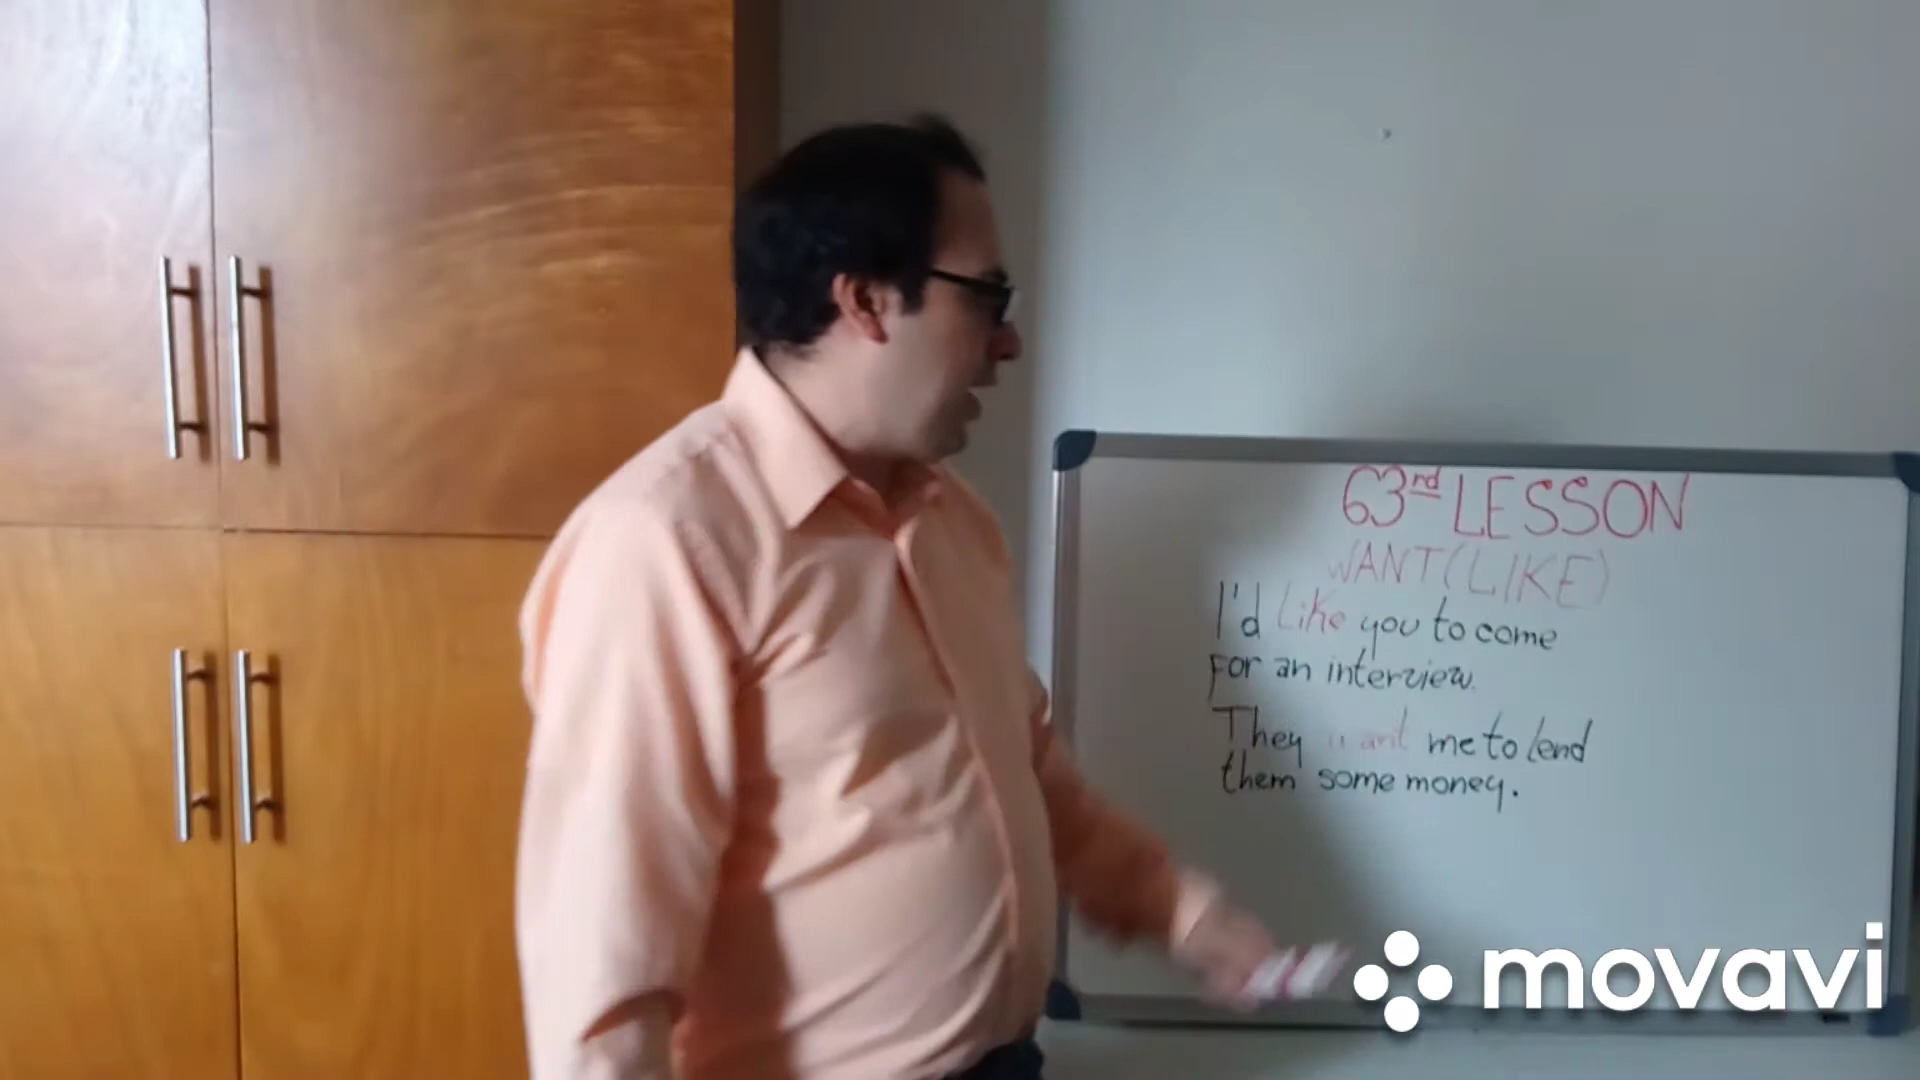 63rd LESSON
WANT (LIKE)
I'd Like you to come
For an interview.
They want me to lend
them some money.
movavi